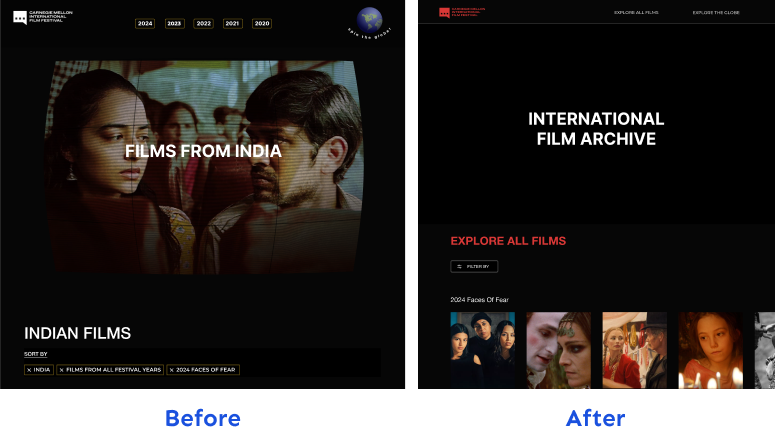 CARNEGIE MELLON
INTERNATIONAL
FILM FESTIVAL
2024
2023
2022
2021
2020
spin the globe!
FILMS FROM INDIA
INDIAN FILMS
SORT BY
× INDIA
× FILMS FROM ALL FESTIVAL YEARS
× 2024 FACES OF FEAR
Before
CARNEGIE MELLON
INTERNATIONAL
FILM FESTIVAL
EXPLORE ALL FILMS
EXPLORE THE GLOBE
INTERNATIONAL
FILM ARCHIVE
EXPLORE ALL FILMS
FILTER BY
2024 Faces Of Fear
After